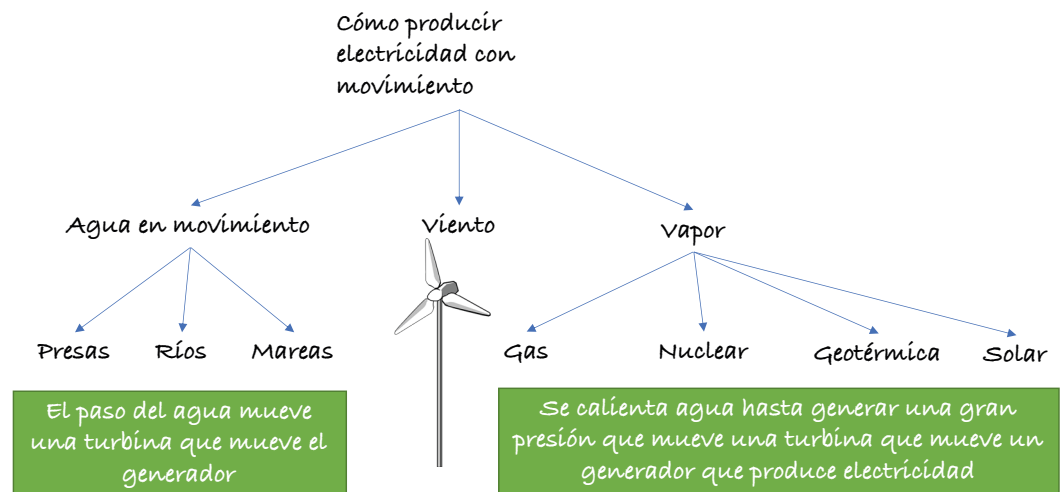 Cómo producir
electricidad con
movimiento
Agua en movimiento
Viento
Vapor
Presas
Ríos
Mareas
Gas
Nuclear
Geotérmica
Solar
El paso del agua mueve
una turbina que mueve el
generador
Se calienta agua hasta generar una gran
presión que mueve una turbina que mueve un
generador que produce electricidad